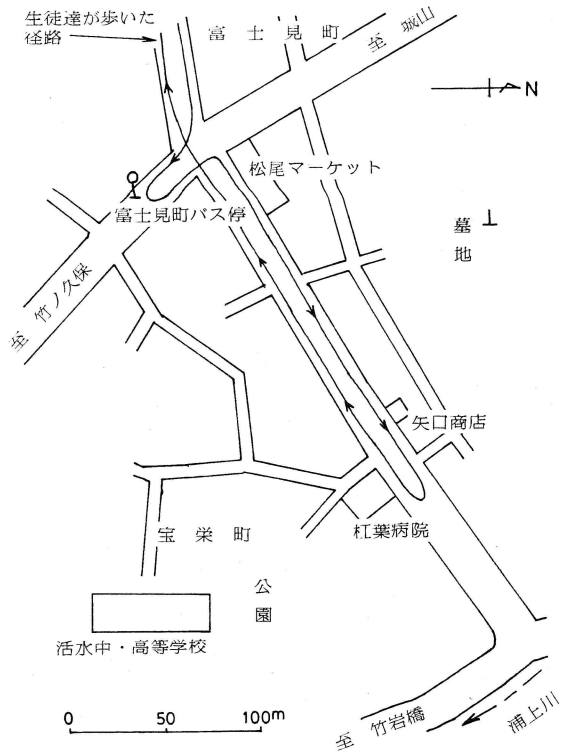 生徒達が歩いた
径路
富士見町
至 城山
N
松尾マーケット
富士見町バス停
墓地
至 竹ノ久保
矢口商店
杠葉病院
宝栄町
公園
活水中・高等学校
0 50 100m
至 竹岩橋
浦上川